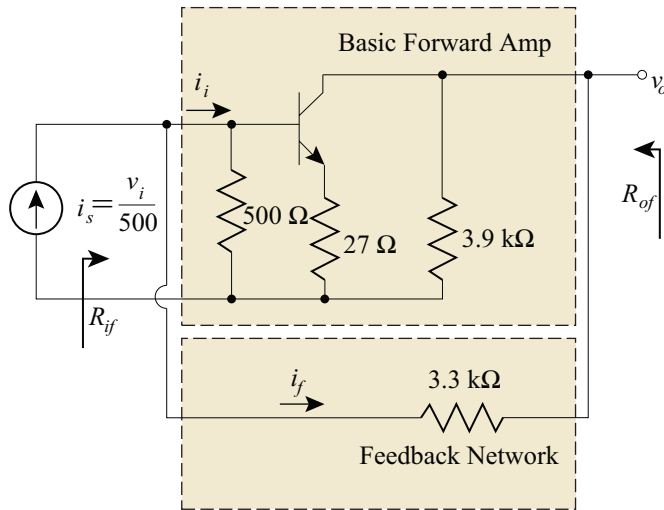 Basic Forward Amp
i_i
v_o
i_s = v_i / 500
500 Ω
27 Ω
3.9 kΩ
R_of
R_if
i_f
3.3 kΩ
Feedback Network